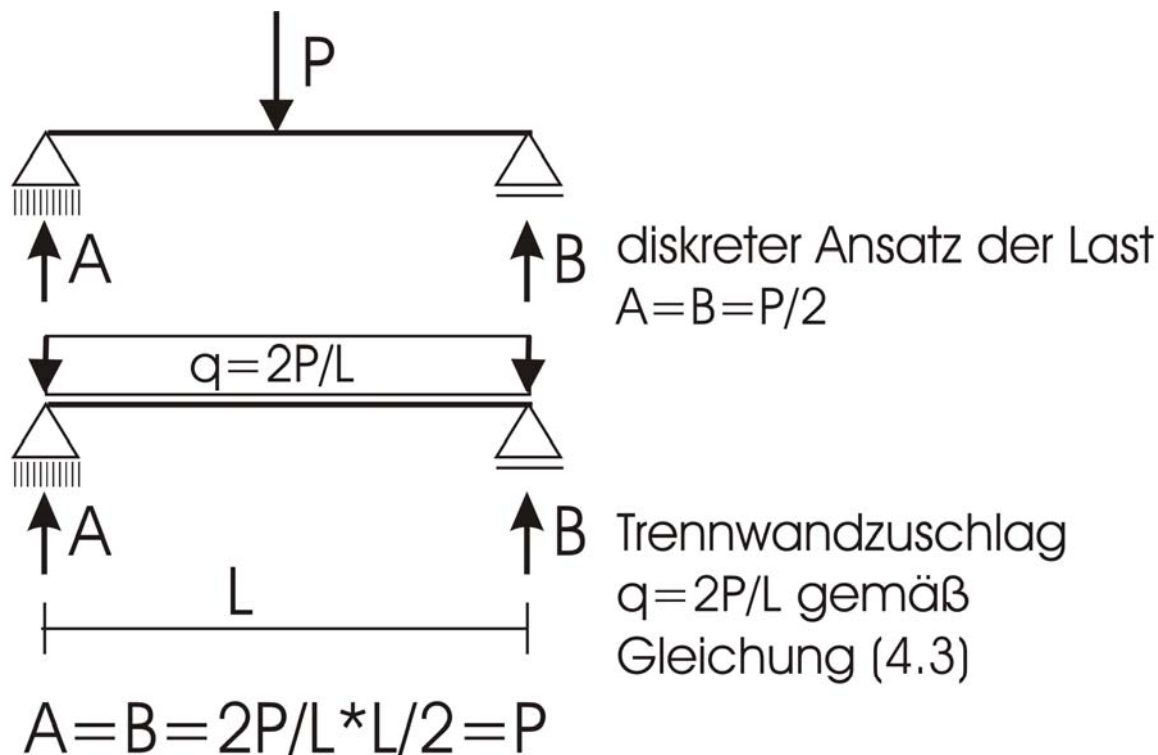 P
A
B
diskreter Ansatz der Last
A=B=P/2
q=2P/L
A
B
Trennwandzuschlag
q=2P/L gemäß
Gleichung (4.3)
L
A=B=2P/L*L/2=P